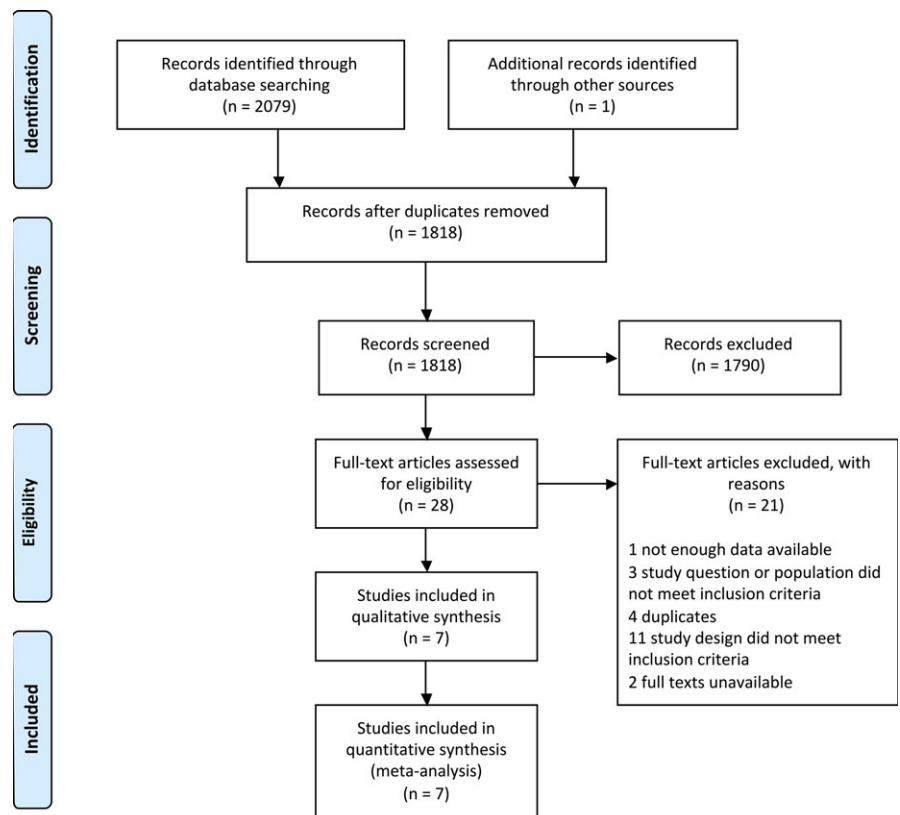 Identification
Records identified through
database searching
(n = 2079)
Additional records identified
through other sources
(n = 1)
Records after duplicates removed
(n = 1818)
Screening
Records screened
(n = 1818)
Records excluded
(n = 1790)
Eligibility
Full-text articles assessed
for eligibility
(n = 28)
Full-text articles excluded, with
reasons
(n = 21)
1 not enough data available
3 study question or population did
not meet inclusion criteria
4 duplicates
11 study design did not meet
inclusion criteria
2 full texts unavailable
Studies included in
qualitative synthesis
(n = 7)
Included
Studies included in
quantitative synthesis
(meta-analysis)
(n = 7)